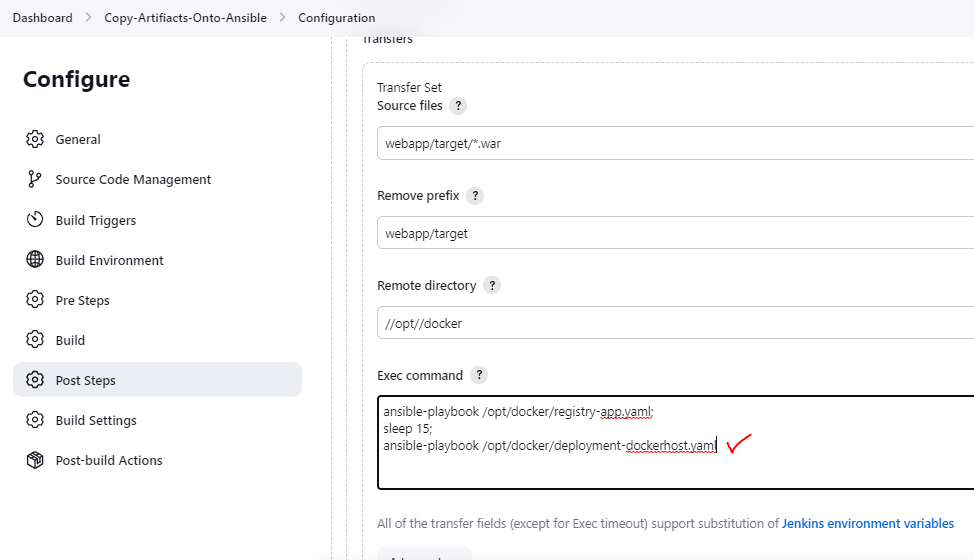 Dashboard > Copy-Artifiacts-Onto-Ansible > Configuration
Configure
General
Source Code Management
Build Triggers
Build Environment
Pre Steps
Build
Post Steps
Build Settings
Post-build Actions
Transfers
Transfer Set
Source files ?
webapp/target/*.war
Remove prefix ?
webapp/target
Remote directory ?
//opt//docker
Exec command ?
ansible-playbook /opt/docker/registry-app.yaml;
sleep 15;
ansible-playbook /opt/docker/deployment-dockerhost.yaml
All of the transfer fields (except for Exec timeout) support substitution of Jenkins environment variables